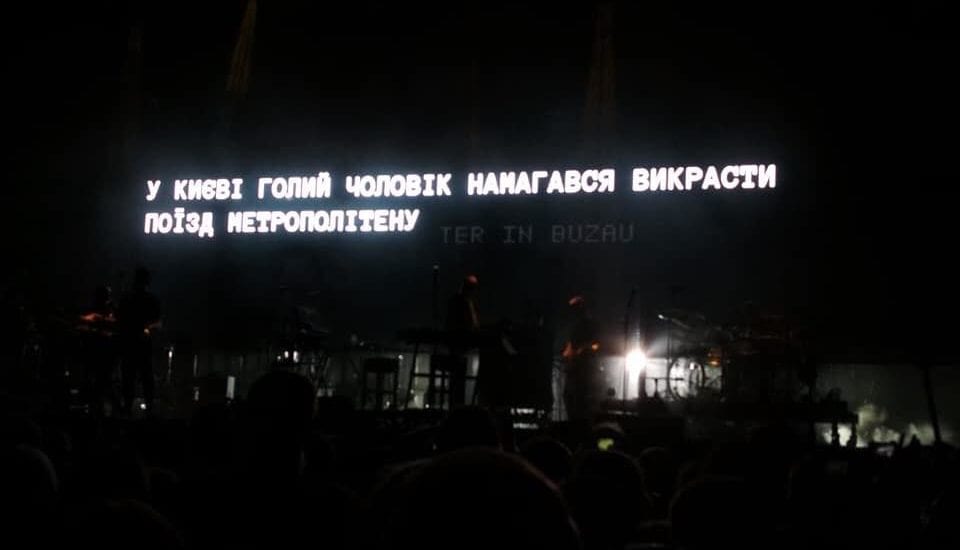 У КИЄВІ ГОЛИЙ ЧОЛОВІК НАМАГАВСЯ ВИКРАСТИ
ПОЇЗД МЕТРОПОЛІТЕНУ
TER IN BUZAU